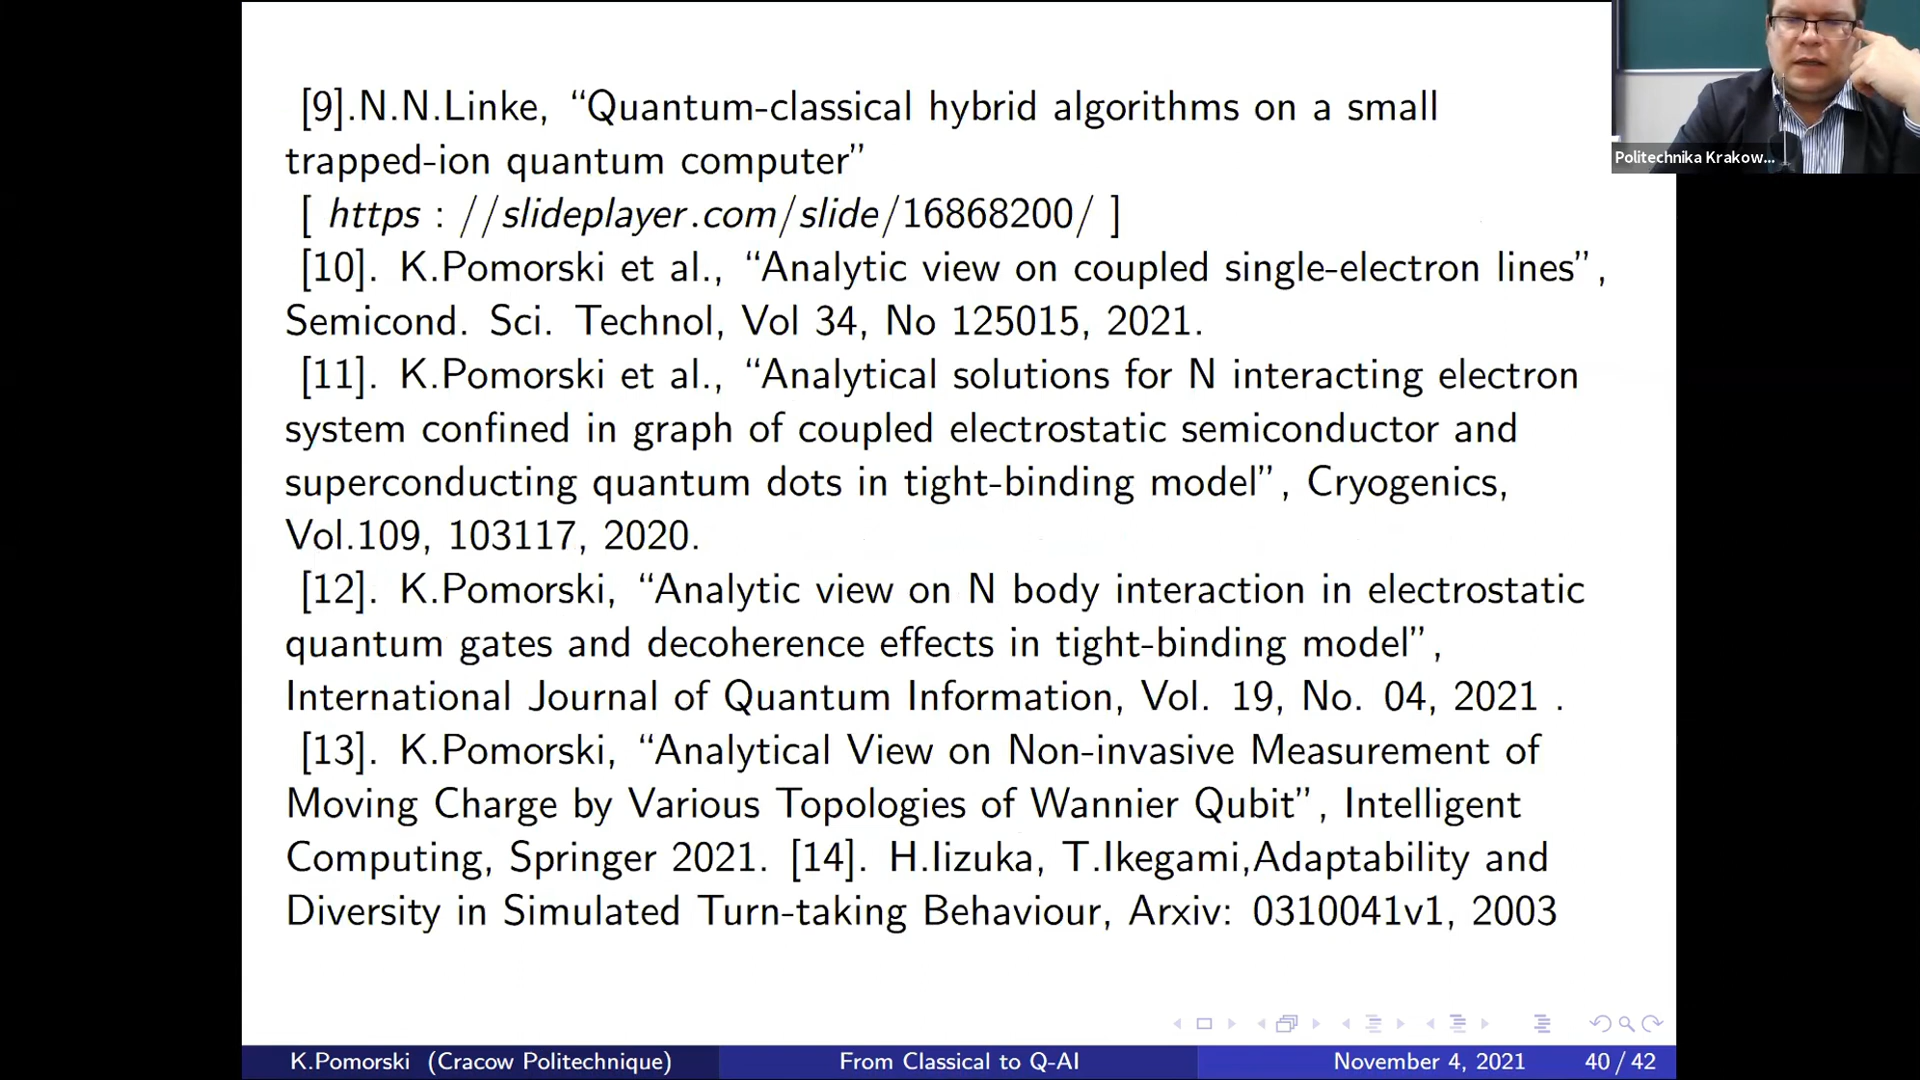 [9].N.N.Linke, “Quantum-classical hybrid algorithms on a small
trapped-ion quantum computer”
[ https : //slideplayer.com/slide/16868200/ ]
[10]. K.Pomorski et al., “Analytic view on coupled single-electron lines”,
Semicond. Sci. Technol, Vol 34, No 125015, 2021.
[11]. K.Pomorski et al., “Analytical solutions for N interacting electron
system confined in graph of coupled electrostatic semiconductor and
superconducting quantum dots in tight-binding model”, Cryogenics,
Vol.109, 103117, 2020.
[12]. K.Pomorski, “Analytic view on N body interaction in electrostatic
quantum gates and decoherence effects in tight-binding model”,
International Journal of Quantum Information, Vol. 19, No. 04, 2021 .
[13]. K.Pomorski, “Analytical View on Non-invasive Measurement of
Moving Charge by Various Topologies of Wannier Qubit”, Intelligent
Computing, Springer 2021. [14]. H.Iizuka, T.Ikegami,Adaptability and
Diversity in Simulated Turn-taking Behaviour, Arxiv: 0310041v1, 2003
Politechnika Krakow...
K.Pomorski (Cracow Politechnique) From Classical to Q-AI November 4, 2021 40 / 42